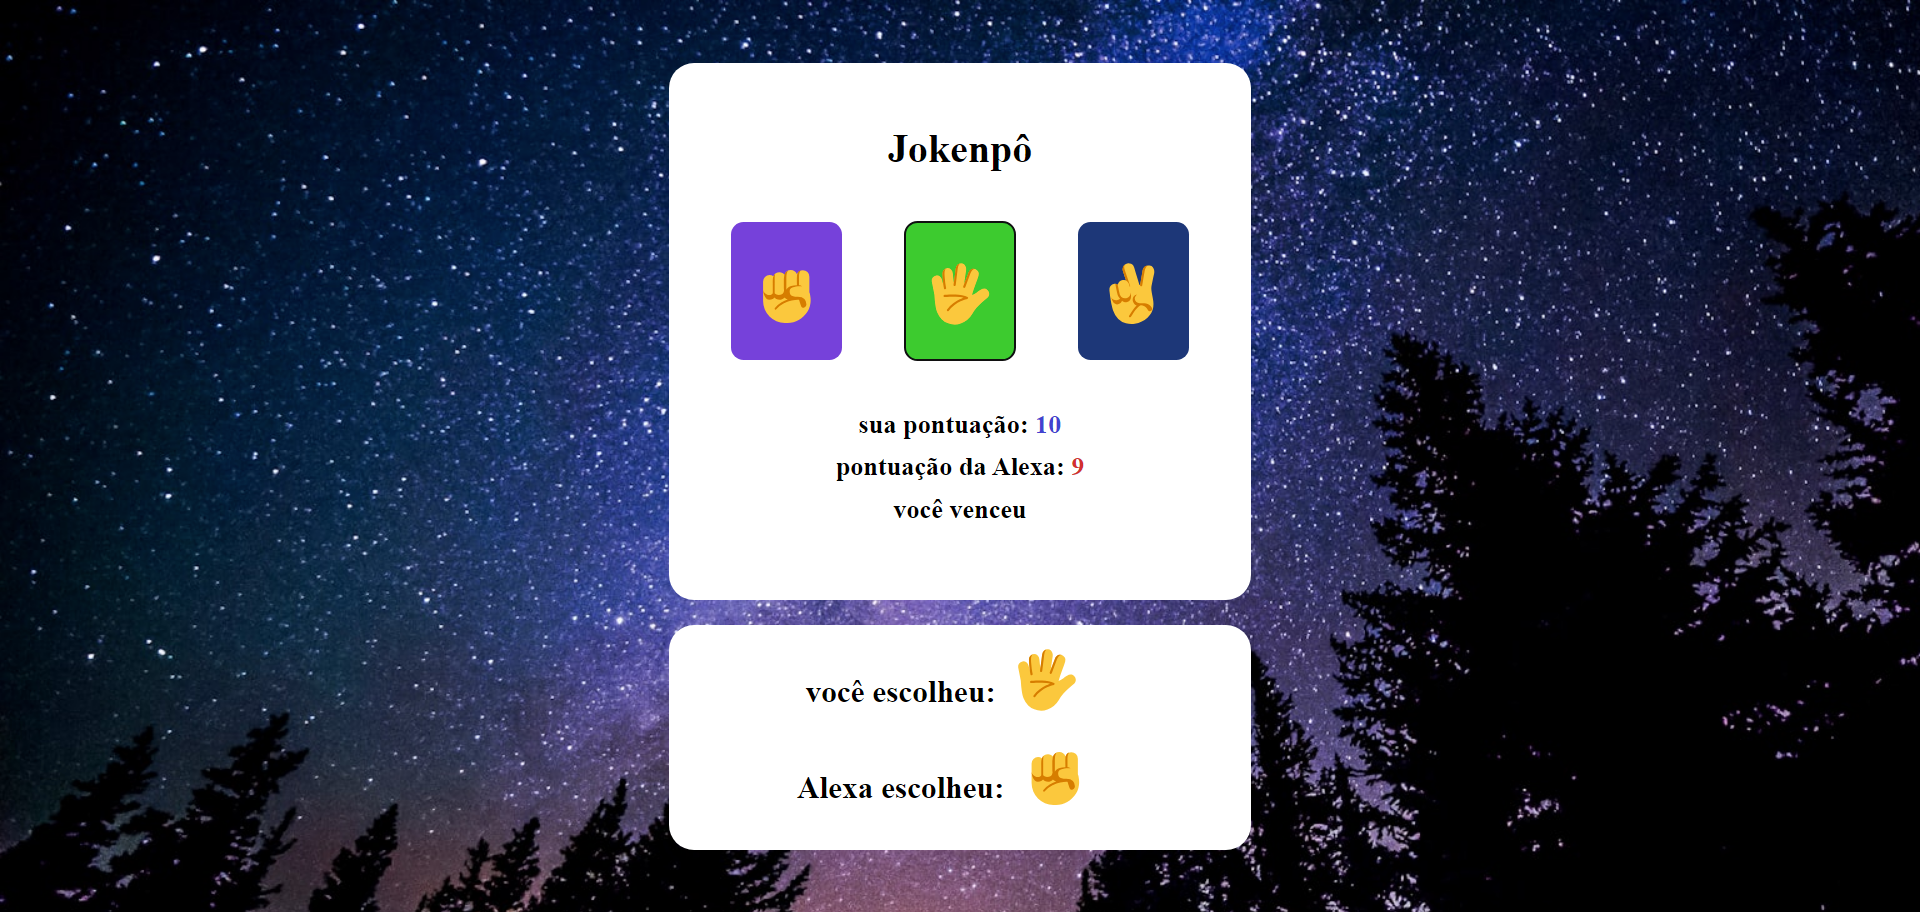 Jokenpô
sua pontuação: 10
pontuação da Alexa: 9
você venceu
você escolheu:
Alexa escolheu: